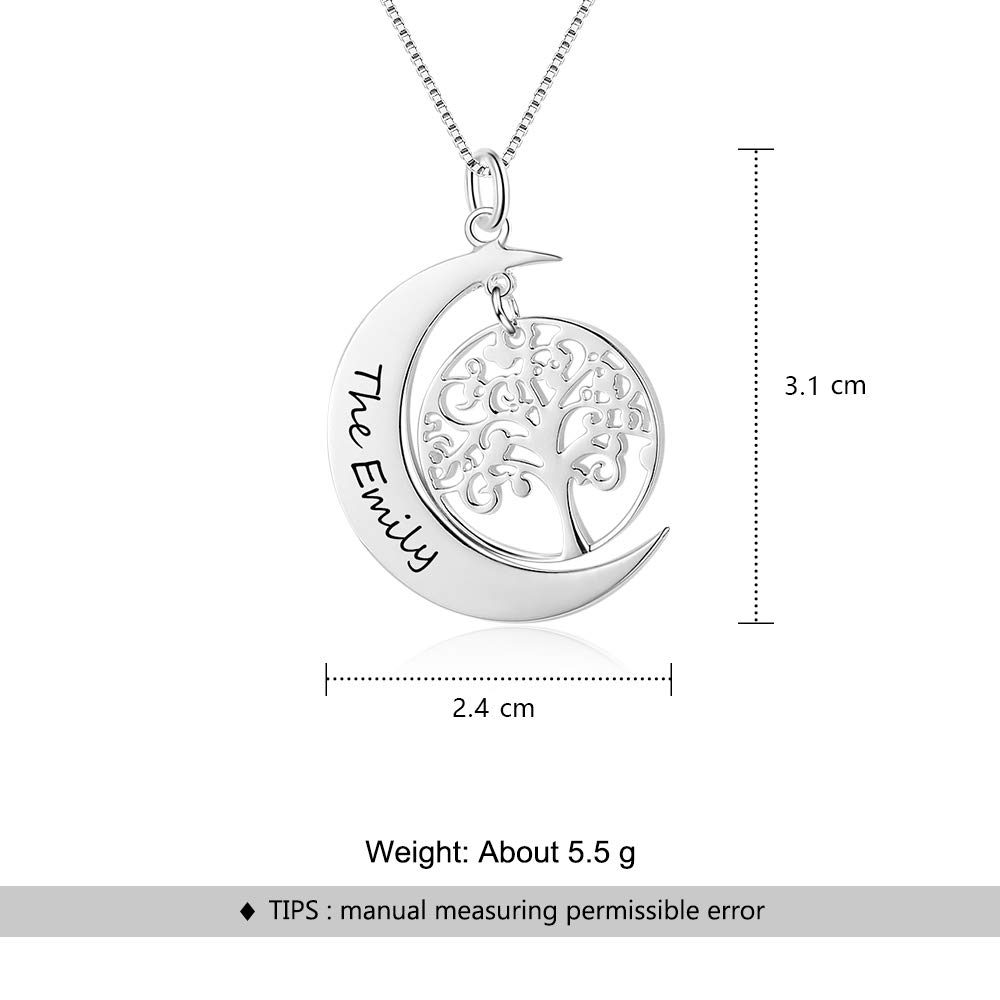 The Emily
3.1 cm
2.4 cm
Weight: About 5.5 g
♦ TIPS : manual measuring permissible error